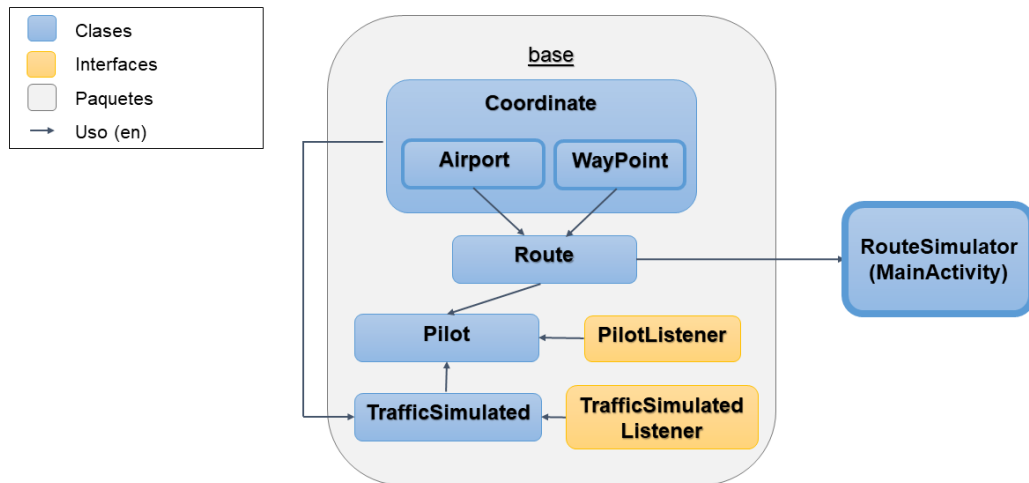 Clases
Interfaces
Paquetes
Uso (en)
base
Coordinate
Airport
WayPoint
Route
RouteSimulator
(MainActivity)
Pilot
PilotListener
TrafficSimulated
TrafficSimulated
Listener